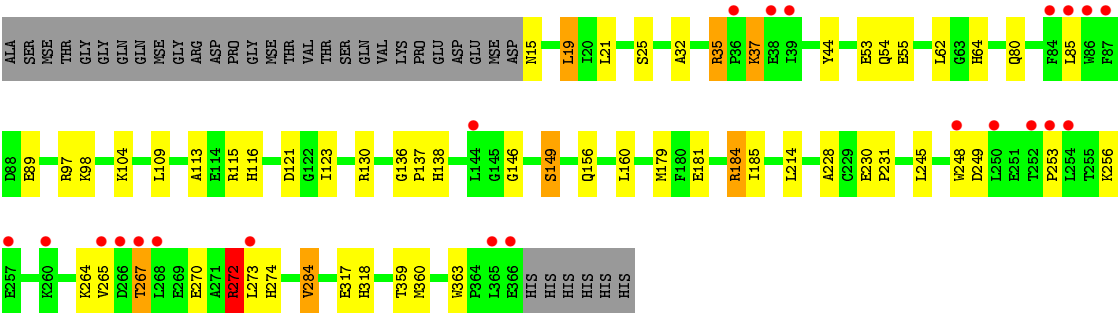 ALA SER MSE THR GLY GLY GLN GLN MSE GLY ARG ASP PRO GLY MSE THR VAL THR SER GLN VAL LYS PRO GLU ASP GLU MSE ASP N15 L19 I20 L21 S25 A32 R35 P36 K37 E38 I39 Y44 E53 Q54 E55 L62 G63 H64 Q80 F84 L85 W86 F87
D88 E89 R97 K98 K104 L109 A113 E114 R115 H116 D121 G122 I123 R130 G136 P137 H138 L144 G145 G146 S149 Q156 L160 M179 F180 E181 R184 I185 L214 A228 C229 E230 P231 L245 W248 D249 L250 E251 T252 P253 L254 T255 K256
E257 K260 K264 V265 D266 T267 L268 E269 E270 A271 R272 L273 H274 V284 E317 H318 T359 M360 W363 P364 L365 E366 HIS HIS HIS HIS HIS HIS